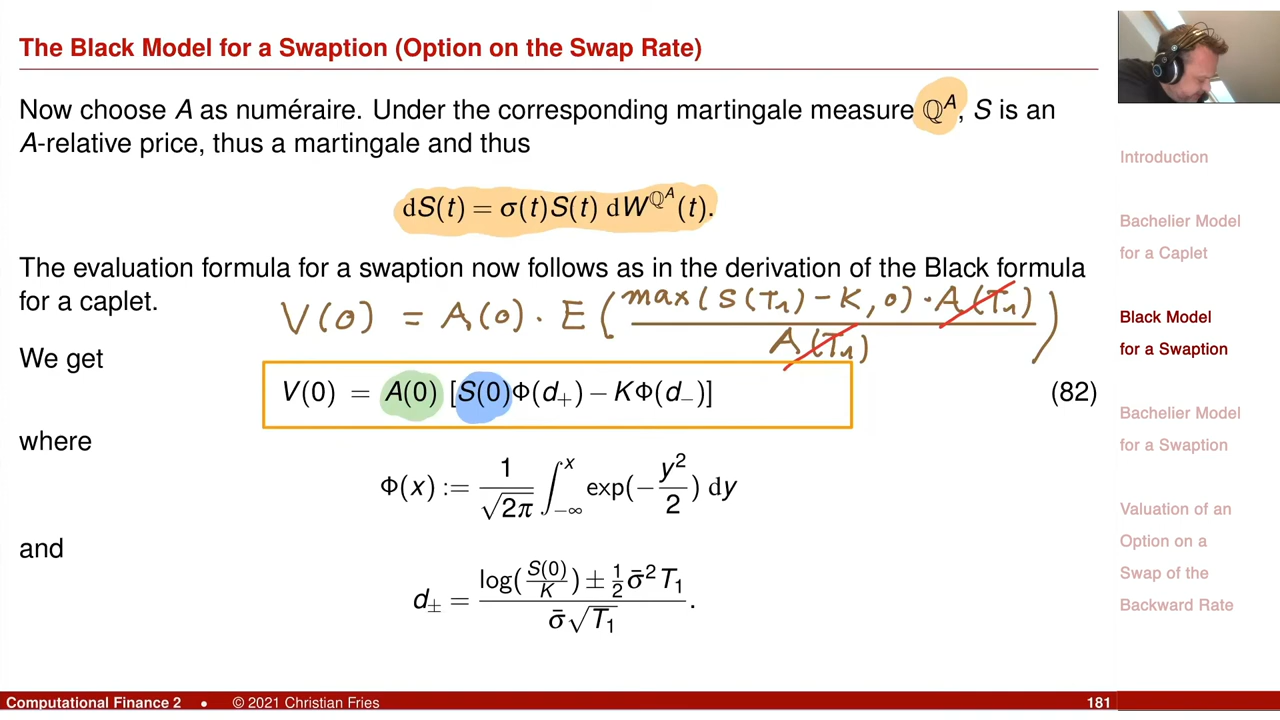 The Black Model for a Swaption (Option on the Swap Rate)
Now choose A as numéraire. Under the corresponding martingale measure ℚ^A, S is an
A-relative price, thus a martingale and thus
dS(t) = σ(t)S(t) dW^{ℚ^A}(t).
The evaluation formula for a swaption now follows as in the derivation of the Black formula
for a caplet.
V(0) = A(0) · E ( max(S(T₁) – K, 0) · A(T₁) / A(T₁) )
We get
V(0) = A(0) [S(0)Φ(d₊) – KΦ(d₋)] (82)
where
Φ(x) := 1/√2π ∫_{-∞}^{x} exp(–y²/2) dy
and
d± = log(S(0)/K) ± ½ σ̄² T₁ / σ̄ √T₁.
Introduction
Bachelier Model
for a Caplet
Black Model
for a Swaption
Bachelier Model
for a Swaption
Valuation of an
Option on a
Swap of the
Backward Rate
Computational Finance 2 • © 2021 Christian Fries 181